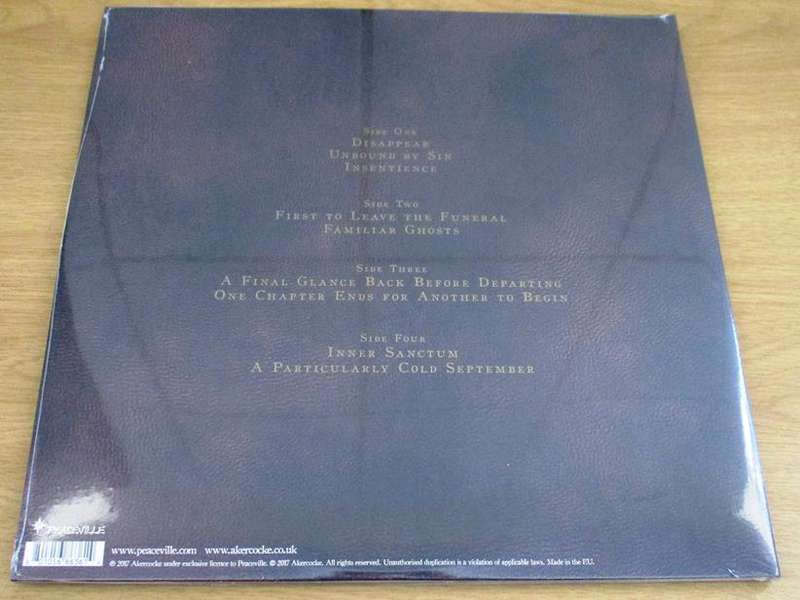 Side One
Disappear
Unbound by Sin
Insentience
Side Two
First to Leave the Funeral
Familiar Ghosts
Side Three
A Final Glance Back Before Departing
One Chapter Ends for Another to Begin
Side Four
Inner Sanctum
A Particularly Cold September
PEACEVILLE
www.peaceville.com www.akercocke.co.uk
℗ 2017 Akercocke under exclusive licence to Peaceville. © 2017 Akercocke. All rights reserved. Unauthorised duplication is a violation of applicable laws. Made in the E.U.